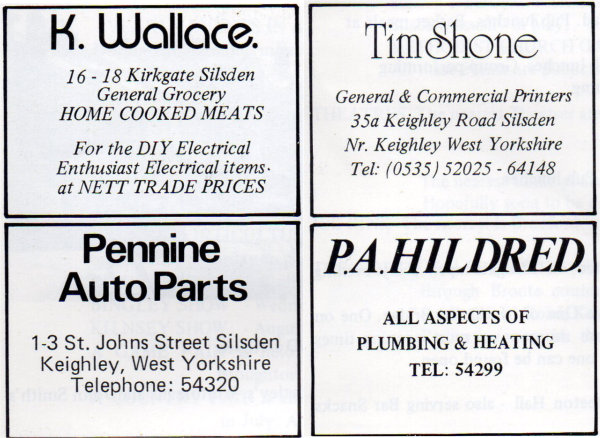 K. Wallace.
16 - 18 Kirkgate Silsden
General Grocery
HOME COOKED MEATS
For the DIY Electrical
Enthusiast Electrical items
at NETT TRADE PRICES
Tim Shone
General & Commercial Printers
35a Keighley Road Silsden
Nr. Keighley West Yorkshire
Tel: (0535) 52025 - 64148
Pennine
Auto Parts
1-3 St. Johns Street Silsden
Keighley, West Yorkshire
Telephone: 54320
P.A. HILDRED
ALL ASPECTS OF
PLUMBING & HEATING
TEL: 54299